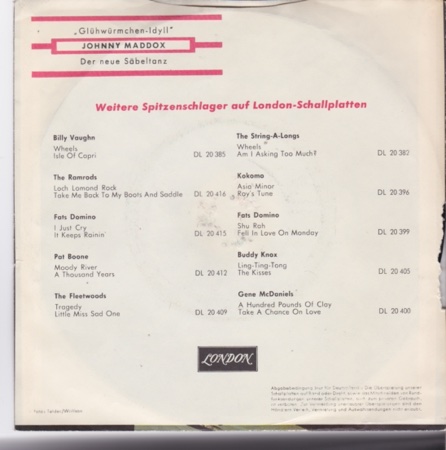 „Glühwürmchen-Idyll"
JOHNNY MADDOX
Der neue Säbeltanz
Weitere Spitzenschlager auf London-Schallplatten
Billy Vaughn
Wheels
Isle Of Capri DL 20 385
The Ramrods
Loch Lomond Rock
Take Me Back To My Boots And Saddle DL 20 416
Fats Domino
I Just Cry
It Keeps Rainin' DL 20 415
Pat Boone
Moody River
A Thousand Years DL 20 412
The Fleetwoods
Tragedy
Little Miss Sad One DL 20 409
The String-A-Longs
Wheels
Am I Asking Too Much? DL 20 382
Kokomo
Asia Minor
Roy's Tune DL 20 396
Fats Domino
Shu Rah
Fell In Love On Monday DL 20 399
Buddy Knox
Ling-Ting-Tong
The Kisses DL 20 405
Gene McDaniels
A Hundred Pounds Of Clay
Take A Chance On Love DL 20 400
LONDON